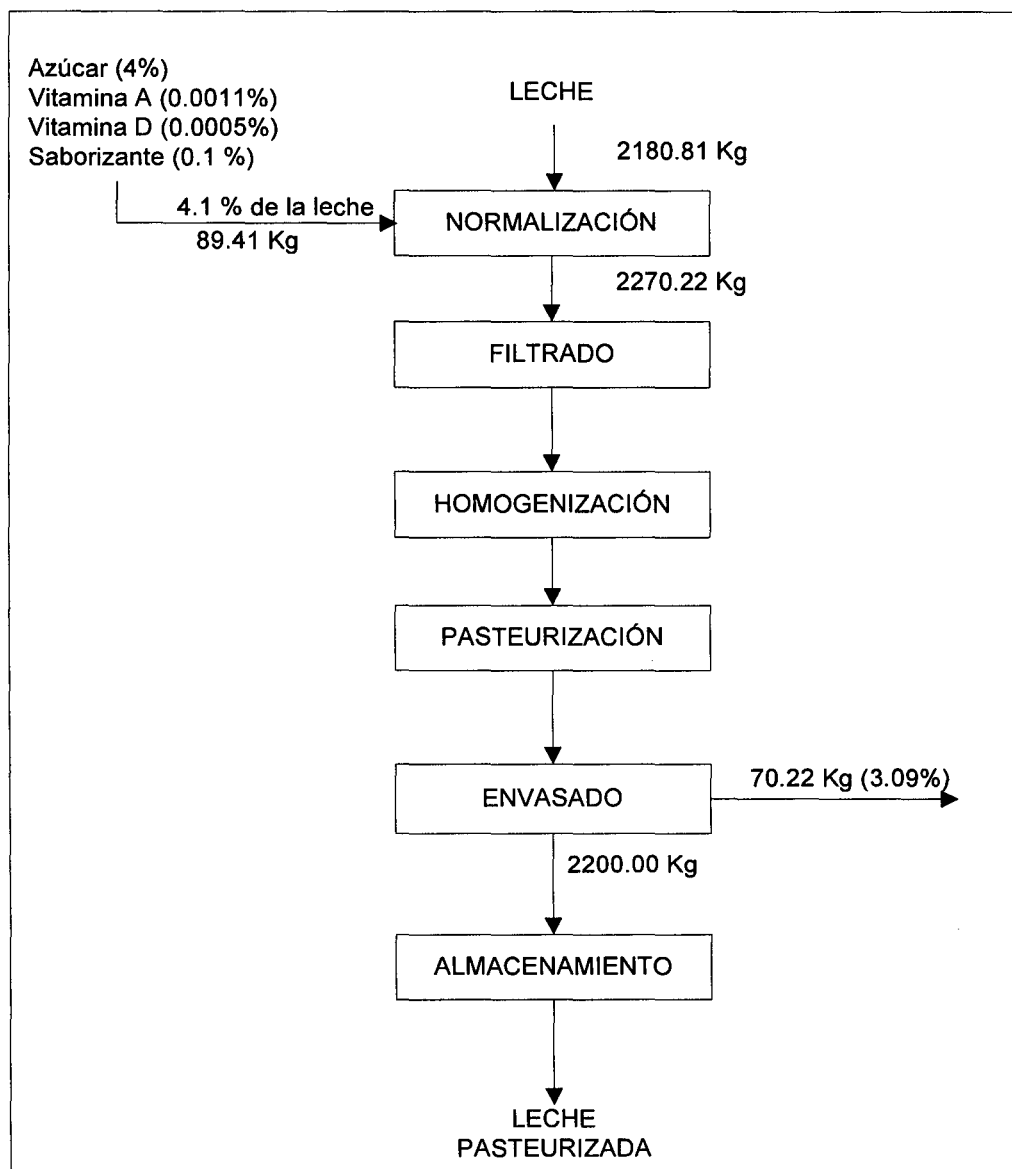 Azúcar (4%)
Vitamina A (0.0011%)
Vitamina D (0.0005%)
Saborizante (0.1 %)
LECHE
2180.81 Kg
4.1 % de la leche
89.41 Kg
NORMALIZACIÓN
2270.22 Kg
FILTRADO
HOMOGENIZACIÓN
PASTEURIZACIÓN
ENVASADO
70.22 Kg (3.09%)
2200.00 Kg
ALMACENAMIENTO
LECHE
PASTEURIZADA